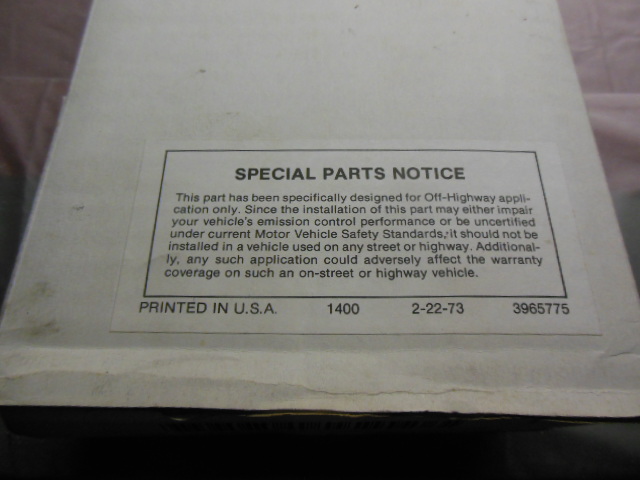 SPECIAL PARTS NOTICE
This part has been specifically designed for Off-Highway appli-
cation only. Since the installation of this part may either impair
your vehicle's emission control performance or be uncertified
under current Motor Vehicle Safety Standards, it should not be
installed in a vehicle used on any street or highway. Additional-
ly, any such application could adversely affect the warranty
coverage on such an on-street or highway vehicle.
PRINTED IN U.S.A. 1400 2-22-73 3965775